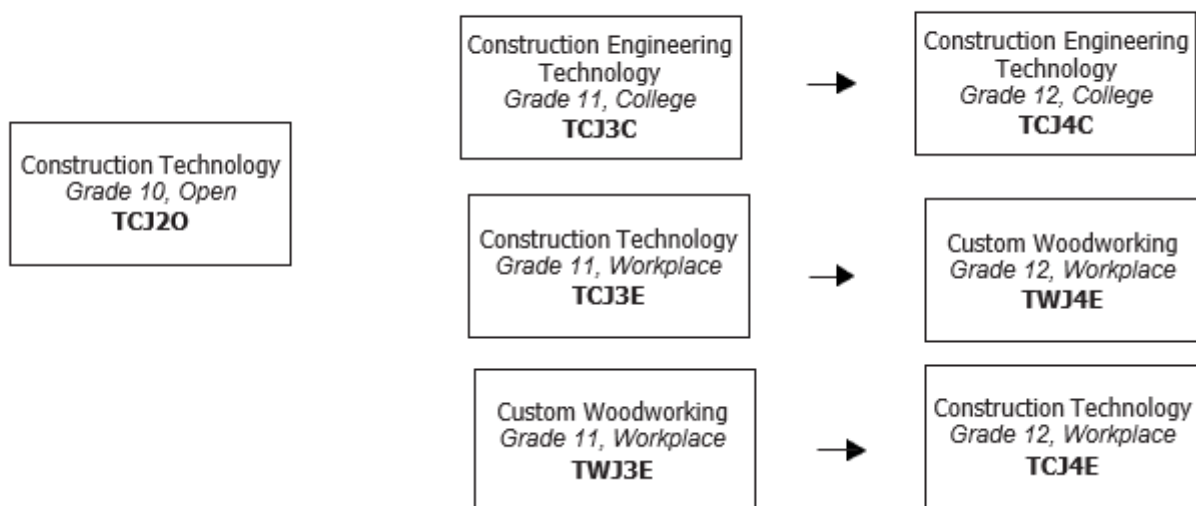 Construction Technology
Grade 10, Open
TCJ2O
Construction Engineering
Technology
Grade 11, College
TCJ3C
Construction Engineering
Technology
Grade 12, College
TCJ4C
Construction Technology
Grade 11, Workplace
TCJ3E
Custom Woodworking
Grade 12, Workplace
TWJ4E
Custom Woodworking
Grade 11, Workplace
TWJ3E
Construction Technology
Grade 12, Workplace
TCJ4E